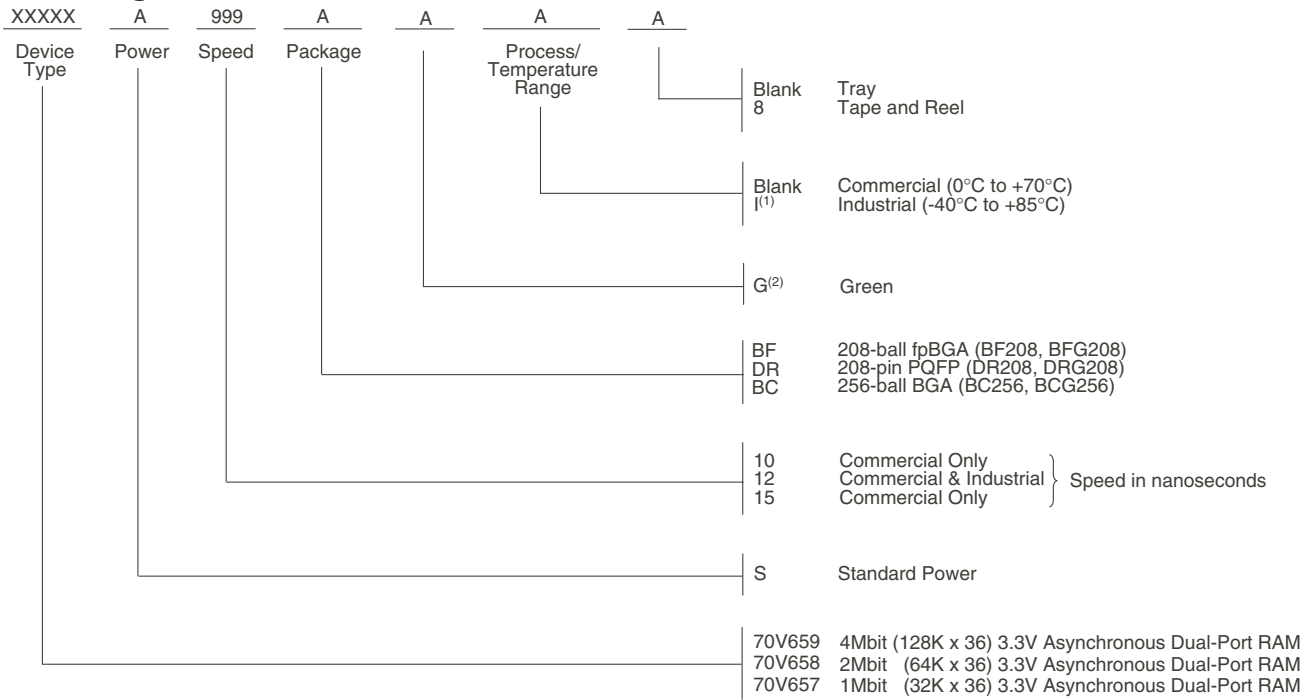 XXXXX A 999 A A A A
Device Type Power Speed Package Process/ Temperature Range
Blank Tray
8 Tape and Reel
Blank Commercial (0°C to +70°C)
I(1) Industrial (-40°C to +85°C)
G(2) Green
BF 208-ball fpBGA (BF208, BFG208)
DR 208-pin PQFP (DR208, DRG208)
BC 256-ball BGA (BC256, BCG256)
10 Commercial Only
12 Commercial & Industrial Speed in nanoseconds
15 Commercial Only
S Standard Power
70V659 4Mbit (128K x 36) 3.3V Asynchronous Dual-Port RAM
70V658 2Mbit (64K x 36) 3.3V Asynchronous Dual-Port RAM
70V657 1Mbit (32K x 36) 3.3V Asynchronous Dual-Port RAM